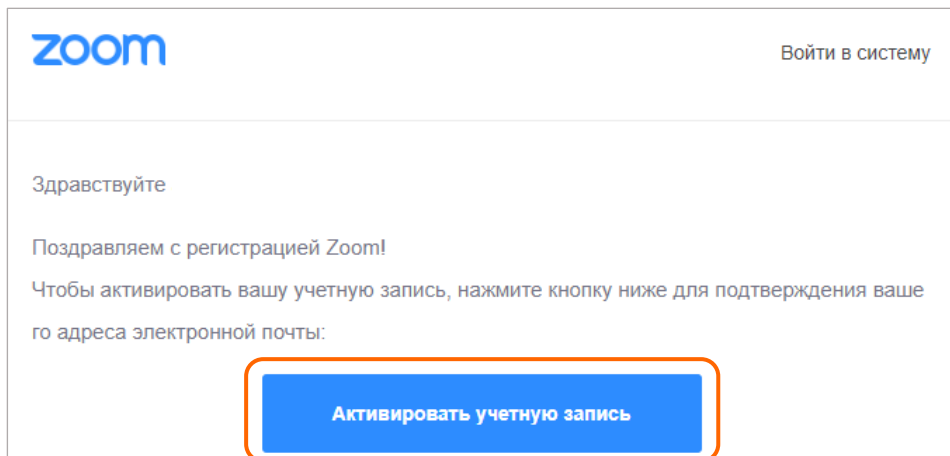 zoom
Войти в систему
Здравствуйте
Поздравляем с регистрацией Zoom!
Чтобы активировать вашу учетную запись, нажмите кнопку ниже для подтверждения ваше
го адреса электронной почты:
Активировать учетную запись